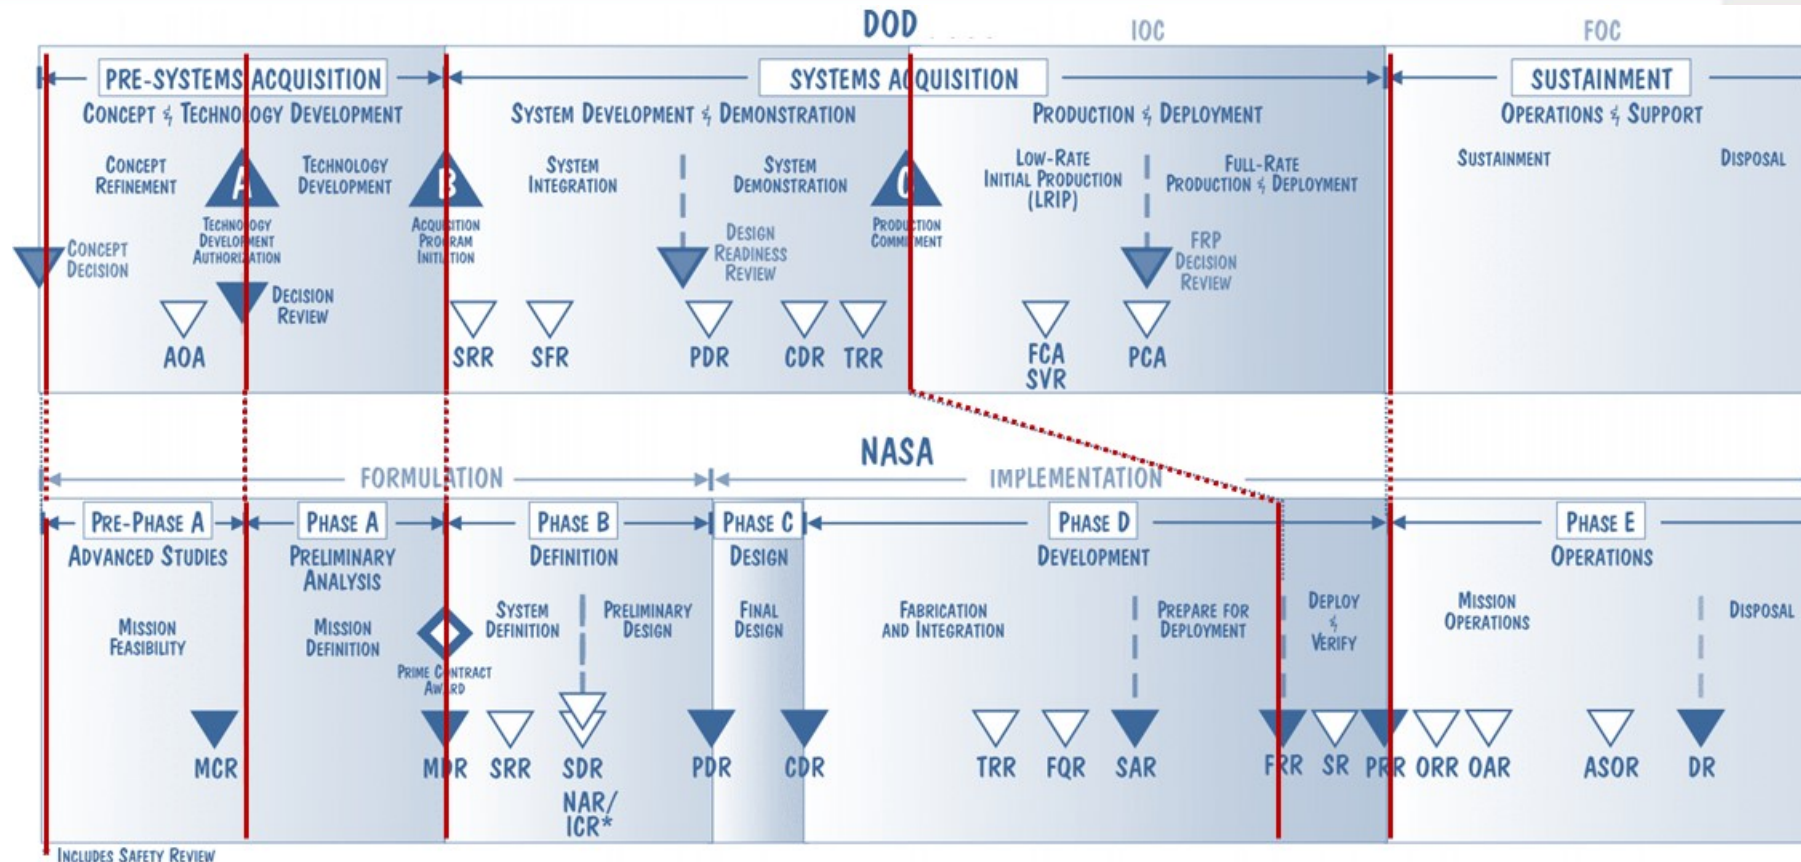 DOD
IOC
FOC
PRE-SYSTEMS ACQUISITION
SYSTEMS ACQUISITION
SUSTAINMENT
CONCEPT & TECHNOLOGY DEVELOPMENT
SYSTEM DEVELOPMENT & DEMONSTRATION
PRODUCTION & DEPLOYMENT
OPERATIONS & SUPPORT
CONCEPT
REFINEMENT
A
TECHNOLOGY
DEVELOPMENT
B
SYSTEM
INTEGRATION
SYSTEM
DEMONSTRATION
C
LOW-RATE
INITIAL PRODUCTION
(LRIP)
FULL-RATE
PRODUCTION & DEPLOYMENT
SUSTAINMENT
DISPOSAL
CONCEPT
DECISION
TECHNOLOGY
DEVELOPMENT
AUTHORIZATION
ACQUISITION
PROGRAM
INITIATION
DESIGN
READINESS
REVIEW
PRODUCTION
COMMITMENT
FRP
DECISION
REVIEW
DECISION
REVIEW
AOA
SRR
SFR
PDR
CDR
TRR
FCA
SVR
PCA
NASA
FORMULATION
IMPLEMENTATION
PRE-PHASE A
PHASE A
PHASE B
PHASE C
PHASE D
PHASE E
ADVANCED STUDIES
PRELIMINARY
ANALYSIS
DEFINITION
DESIGN
DEVELOPMENT
OPERATIONS
MISSION
FEASIBILITY
MISSION
DEFINITION
PRIME CONTRACT
AWARD
SYSTEM
DEFINITION
PRELIMINARY
DESIGN
FINAL
DESIGN
FABRICATION
AND INTEGRATION
PREPARE FOR
DEPLOYMENT
DEPLOY
&
VERIFY
MISSION
OPERATIONS
DISPOSAL
MCR
MDR
SRR
SDR
NAR/
ICR*
PDR
CDR
TRR
FQR
SAR
FRR
SR
PRR
ORR
OAR
ASOR
DR
INCLUDES SAFETY REVIEW